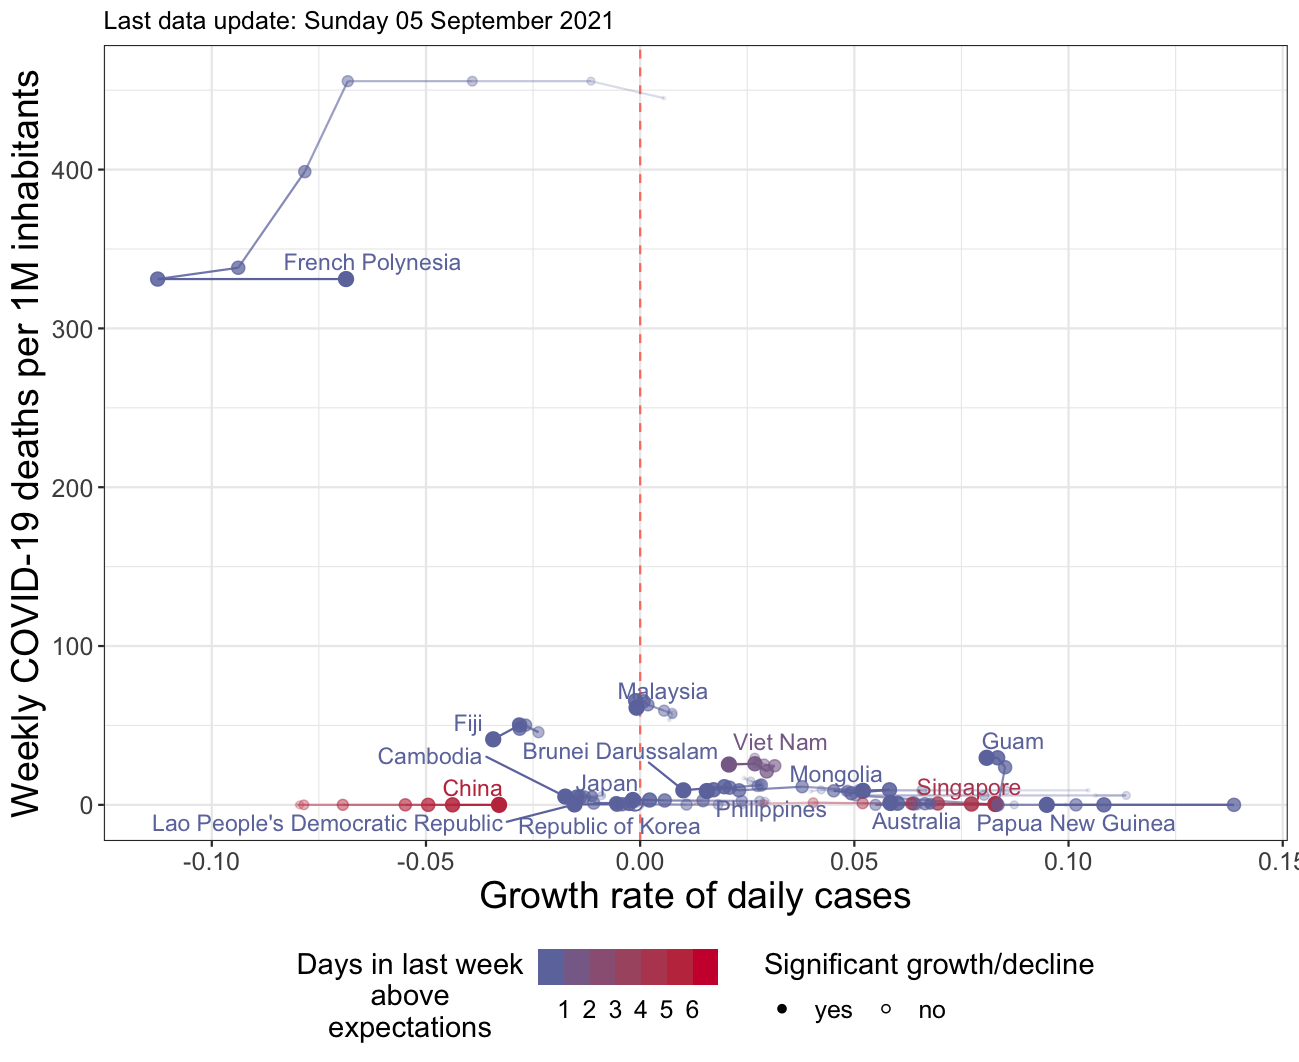 Last data update: Sunday 05 September 2021
Weekly COVID-19 deaths per 1M inhabitants
400
300
200
100
0
French Polynesia
Malaysia
Fiji
Viet Nam
Guam
Brunei Darussalam
Cambodia
Mongolia
Japan
China
Singapore
Philippines
Lao People's Democratic Republic
Republic of Korea
Australia
Papua New Guinea
-0.10
-0.05
0.00
0.05
0.10
0.15
Growth rate of daily cases
Days in last week
above
expectations
1 2 3 4 5 6
Significant growth/decline
yes
no